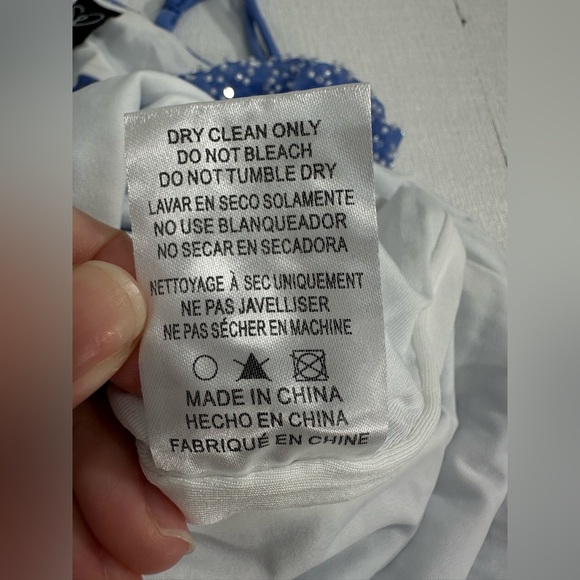 DRY CLEAN ONLY
DO NOT BLEACH
DO NOT TUMBLE DRY
LAVAR EN SECO SOLAMENTE
NO USE BLANQUEADOR
NO SECAR EN SECADORA
NETTOYAGE À SEC UNIQUEMENT
NE PAS JAVELLISER
NE PAS SÉCHER EN MACHINE
MADE IN CHINA
HECHO EN CHINA
FABRIQUÉ EN CHINE